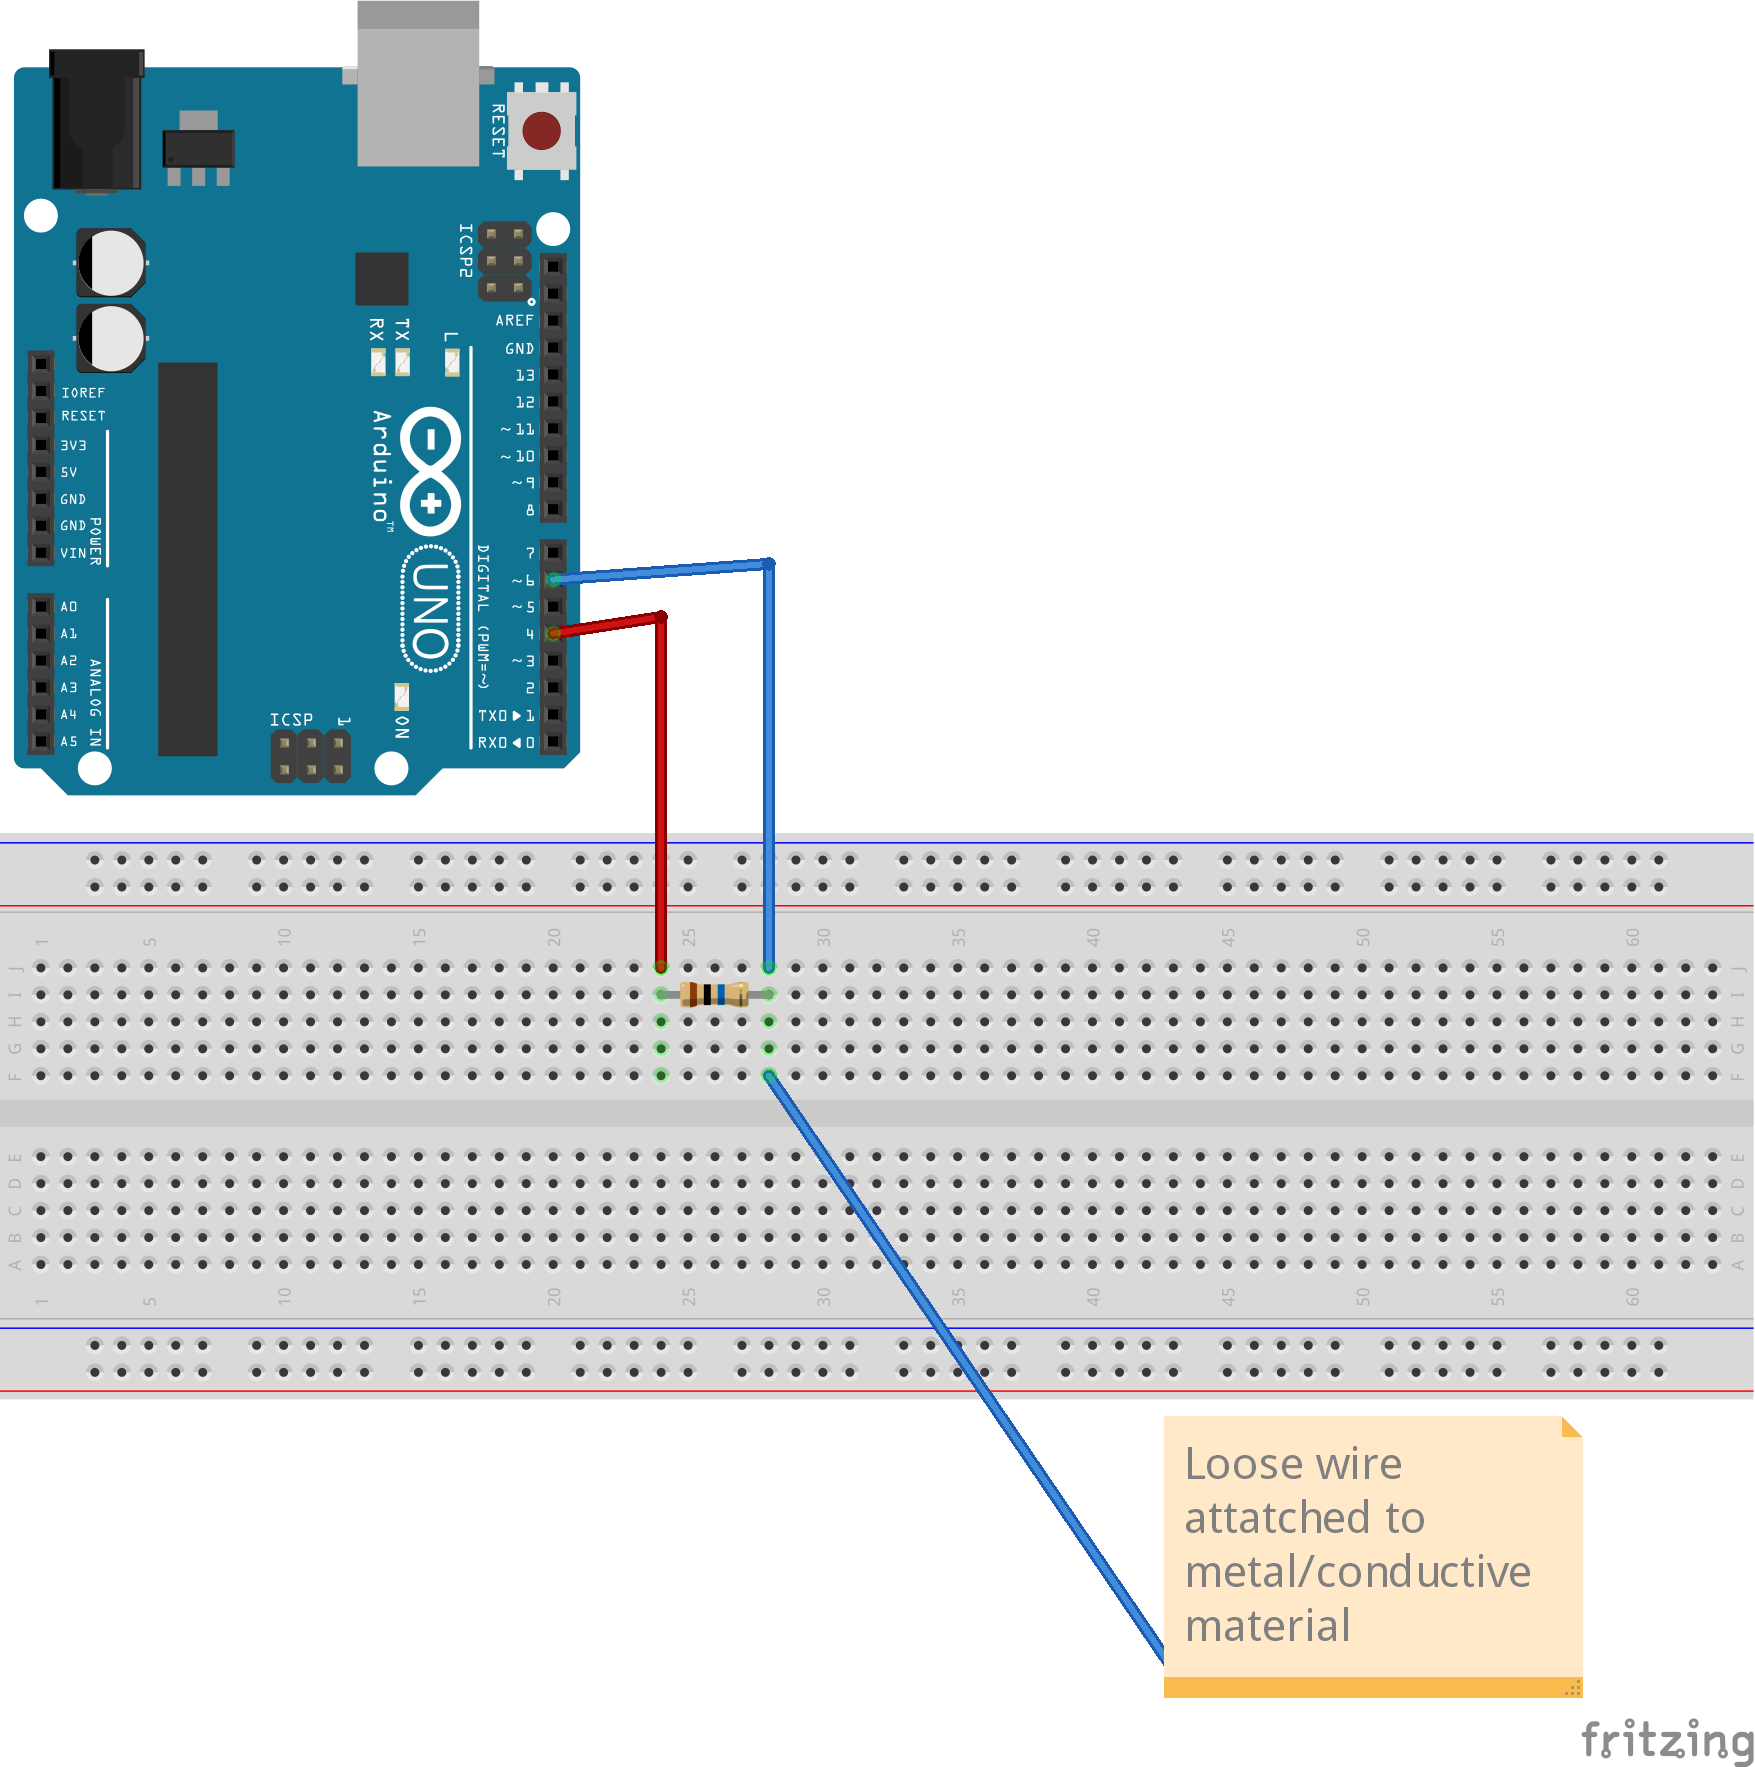 RESET
ICSP2
AREF
GND
13
12
~11
~10
~9
8
7
~6
~5
4
~3
2
TX0▶1
RX0◀0
RX
TX
L
Arduino™
UNO
DIGITAL (PWM=~)
IOREF
RESET
3V3
5V
GND
GND
VIN
POWER
A0
A1
A2
A3
A4
A5
ANALOG IN
ICSP
1
ON
1 5 10 15 20 25 30 35 40 45 50 55 60
J J
I I
H H
G G
F F
E E
D D
C C
B B
A A
1 5 10 15 20 25 30 35 40 45 50 55 60
Loose wire
attatched to
metal/conductive
material
fritzing